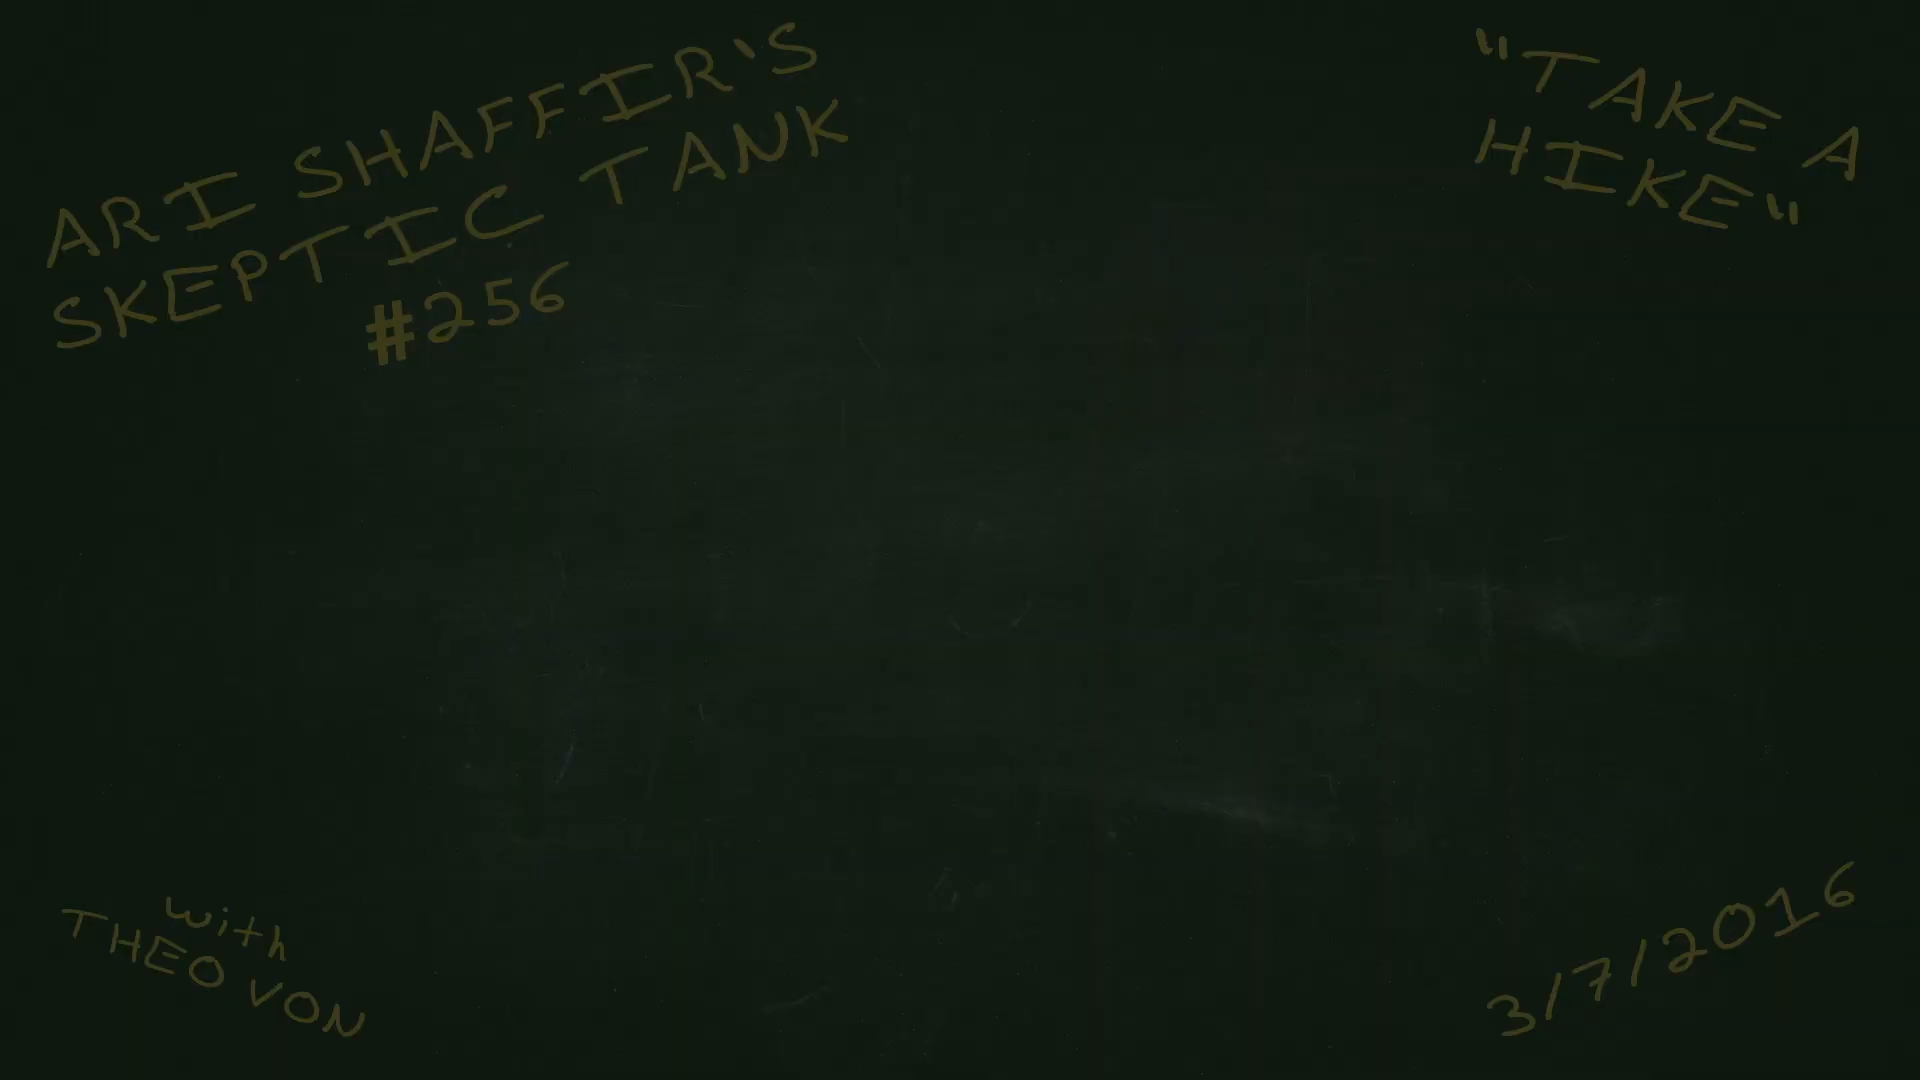 ARI SHAFFIR'S
SKEPTIC TANK
#256
"TAKE A
HIKE"
with
THEO VON
3/7/2016